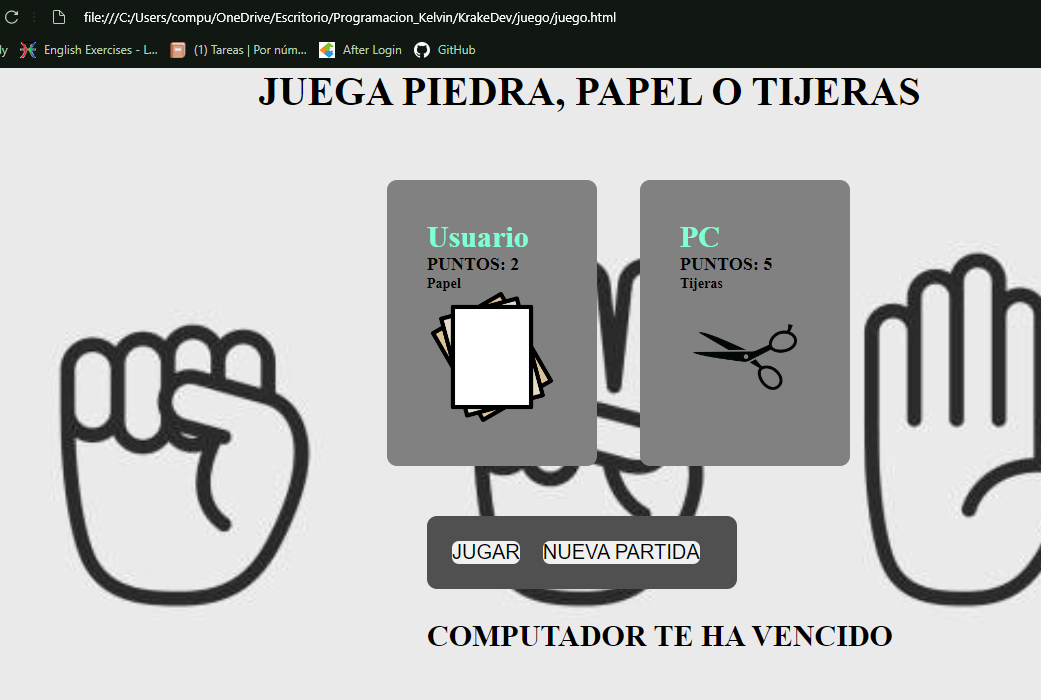 file:///C:/Users/compu/OneDrive/Escritorio/Programacion_Kelvin/KrakeDev/juego/juego.html
ly English Exercises - L... (1) Tareas | Por núm... After Login GitHub
JUEGA PIEDRA, PAPEL O TIJERAS
Usuario
PUNTOS: 2
Papel
PC
PUNTOS: 5
Tijeras
JUGAR NUEVA PARTIDA
COMPUTADOR TE HA VENCIDO